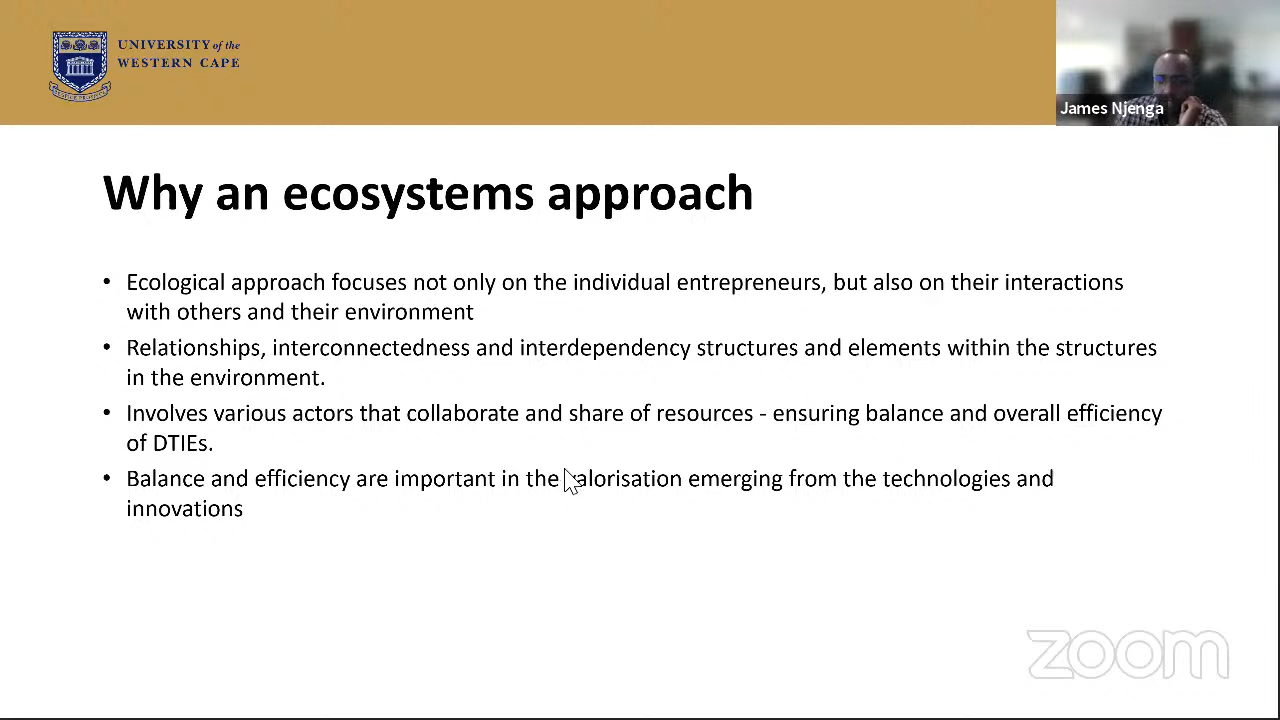 UNIVERSITY of the
WESTERN CAPE
James Njenga
Why an ecosystems approach
• Ecological approach focuses not only on the individual entrepreneurs, but also on their interactions
with others and their environment
• Relationships, interconnectedness and interdependency structures and elements within the structures
in the environment.
• Involves various actors that collaborate and share of resources - ensuring balance and overall efficiency
of DTIEs.
• Balance and efficiency are important in the valorisation emerging from the technologies and
innovations
zoom